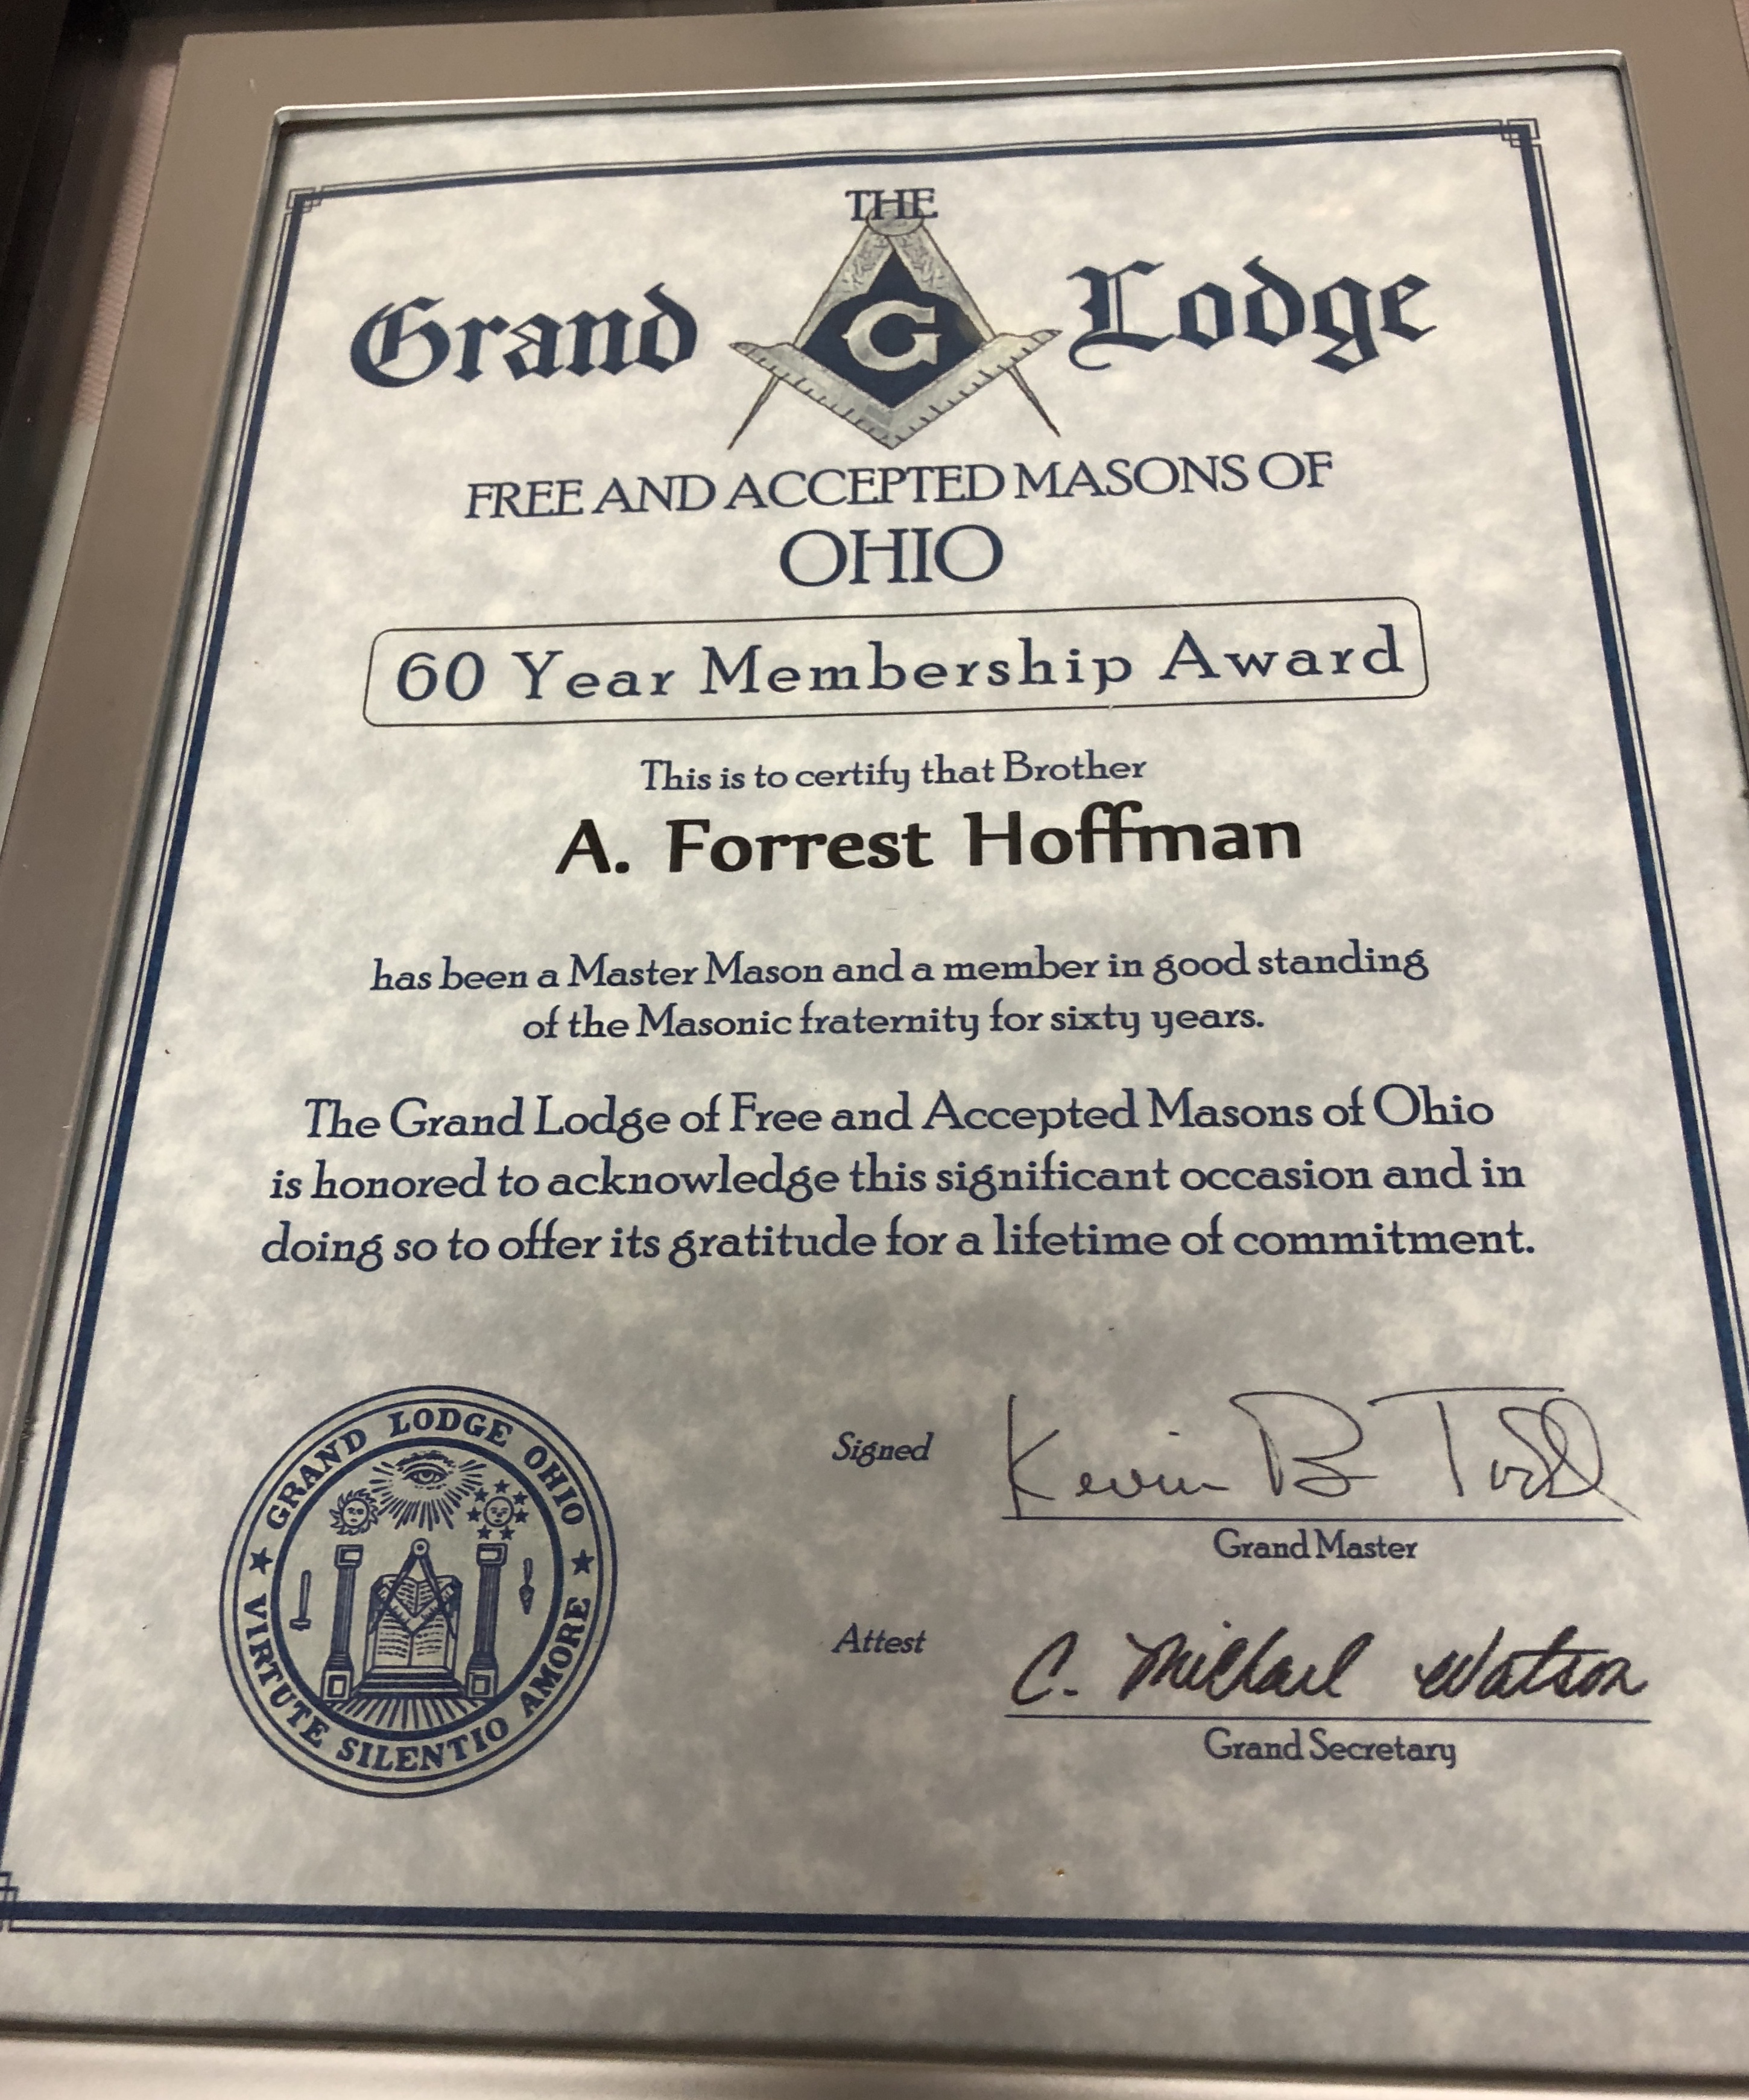 THE
Grand G Lodge
FREE AND ACCEPTED MASONS OF
OHIO
60 Year Membership Award
This is to certify that Brother
A. Forrest Hoffman
has been a Master Mason and a member in good standing
of the Masonic fraternity for sixty years.
The Grand Lodge of Free and Accepted Masons of Ohio
is honored to acknowledge this significant occasion and in
doing so to offer its gratitude for a lifetime of commitment.
Signed Kevin B Todd
Grand Master
Attest C. Michael Watson
Grand Secretary
GRAND LODGE OHIO
VIRTUTE SILENTIO AMORE